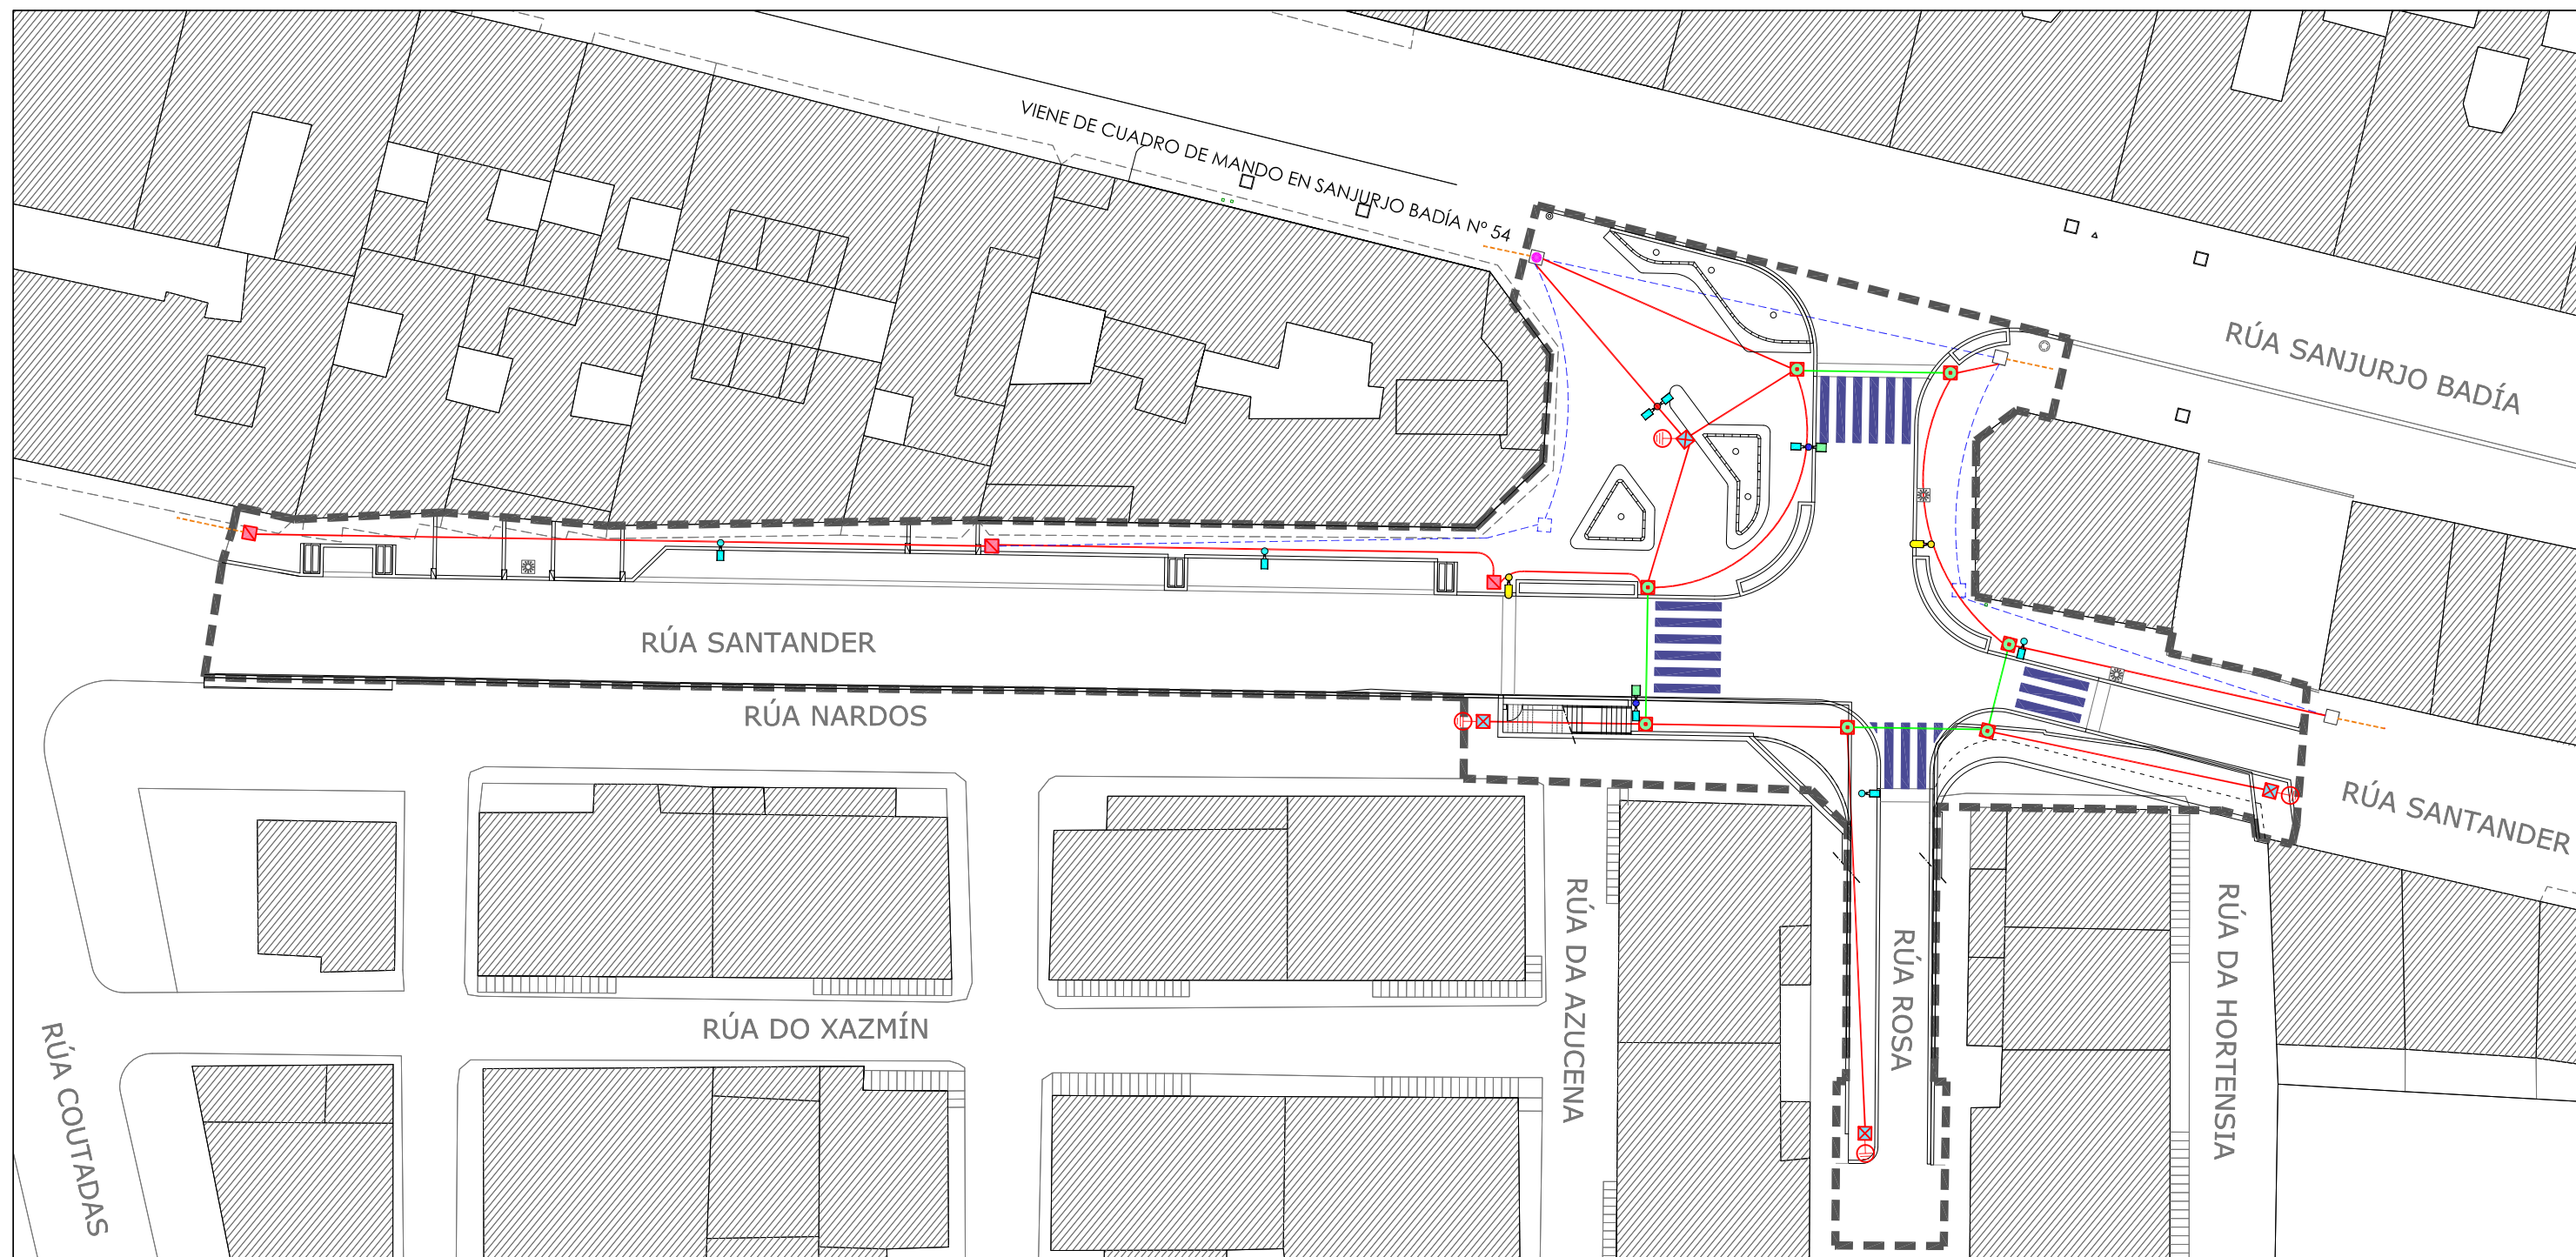 VIENE DE CUADRO DE MANDO EN SANJURJO BADÍA Nº 54
RÚA SANJURJO BADÍA
RÚA SANTANDER
RÚA NARDOS
RÚA SANTANDER
RÚA DO XAZMÍN
RÚA COUTADAS
RÚA DA AZUCENA
RÚA ROSA
RÚA DA HORTENSIA